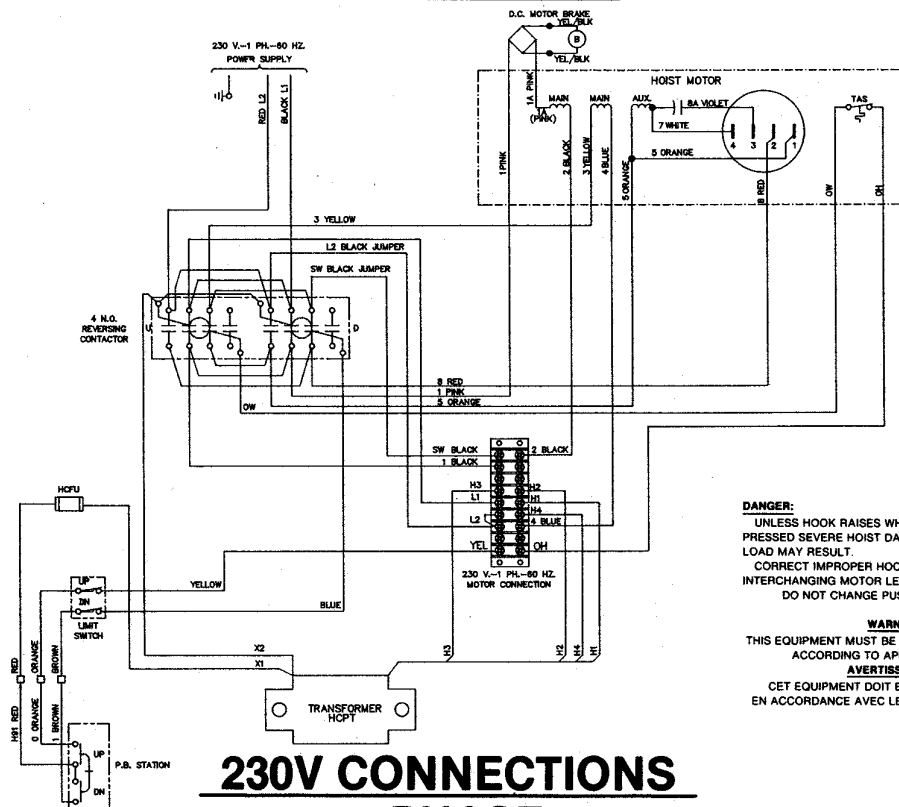 D.C. MOTOR BRAKE
YEL/BLK
B
YEL/BLK
230 V.-1 PH.-60 HZ.
POWER SUPPLY
RED L2
BLACK L1
HOIST MOTOR
1A PINK
1A
(PINK)
MAIN
MAIN
AUX.
8A VIOLET
7 WHITE
4
3
2
1
TAS
1 PINK
2 BLACK
3 YELLOW
4 BLUE
5 ORANGE
5 ORANGE
8 RED
OW
OH
3 YELLOW
L2 BLACK JUMPER
SW BLACK JUMPER
4 N.O.
REVERSING
CONTACTOR
U
D
8 RED
1 PINK
5 ORANGE
OW
SW BLACK
2 BLACK
1 BLACK
H3
H2
L1
H1
H4
L2
4 BLUE
YEL
OH
230 V.-1 PH.-60 HZ.
MOTOR CONNECTION
HCFU
UP
DN
LIMIT
SWITCH
YELLOW
BLUE
X2
X1
H3
H2
H4
H1
TRANSFORMER
HCPT
RED
ORANGE
BROWN
H91 RED
0 ORANGE
1 BROWN
UP
DN
P.B. STATION
DANGER:
UNLESS HOOK RAISES WH
PRESSED SEVERE HOIST DA
LOAD MAY RESULT.
CORRECT IMPROPER HOO
INTERCHANGING MOTOR LE
DO NOT CHANGE PU
WARN
THIS EQUIPMENT MUST BE
ACCORDING TO AP
AVERTISS
CET EQUIPMENT DOIT E
EN ACCORDANCE AVEC LE
230V CONNECTIONS